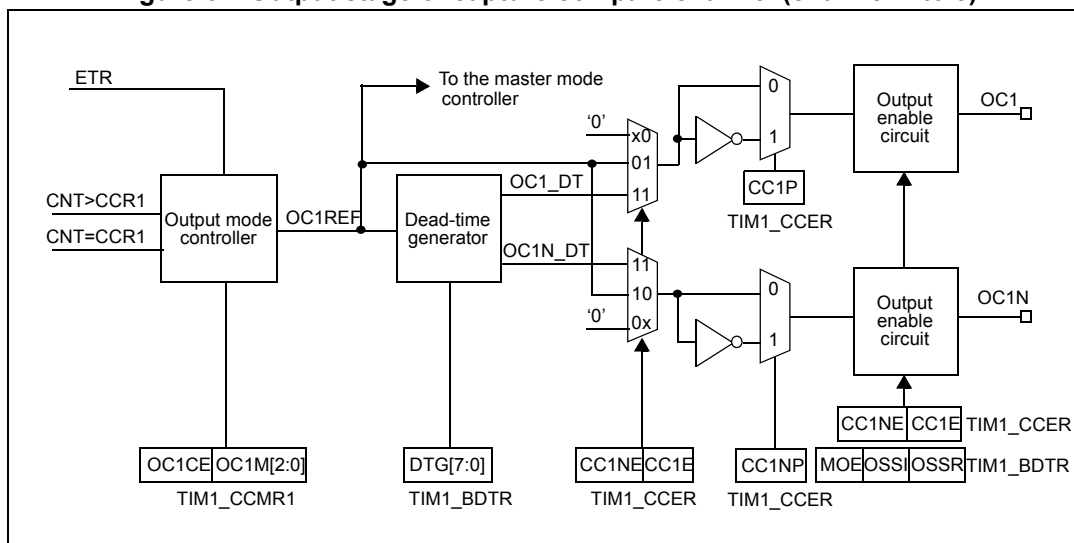 ETR
To the master mode
controller
'0'
x0
01
11
0
1
CC1P
TIM1_CCER
Output
enable
circuit
OC1
CNT>CCR1
CNT=CCR1
Output mode
controller
OC1REF
Dead-time
generator
OC1_DT
OC1N_DT
11
10
0x
'0'
0
1
Output
enable
circuit
OC1N
CC1NE CC1E TIM1_CCER
OC1CE OC1M[2:0]
TIM1_CCMR1
DTG[7:0]
TIM1_BDTR
CC1NE CC1E
TIM1_CCER
CC1NP
TIM1_CCER
MOE OSSI OSSR TIM1_BDTR